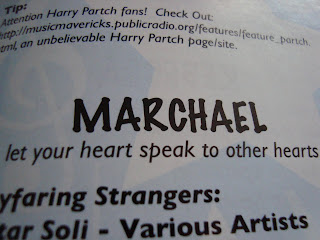 Tip:
Attention Harry Partch fans! Check Out:
http://musicmavericks.publicradio.org/features/feature_partch.
html, an unbelievable Harry Partch page/site.
MARCHAEL
let your heart speak to other hearts
yfaring Strangers:
tar Soli - Various Artists